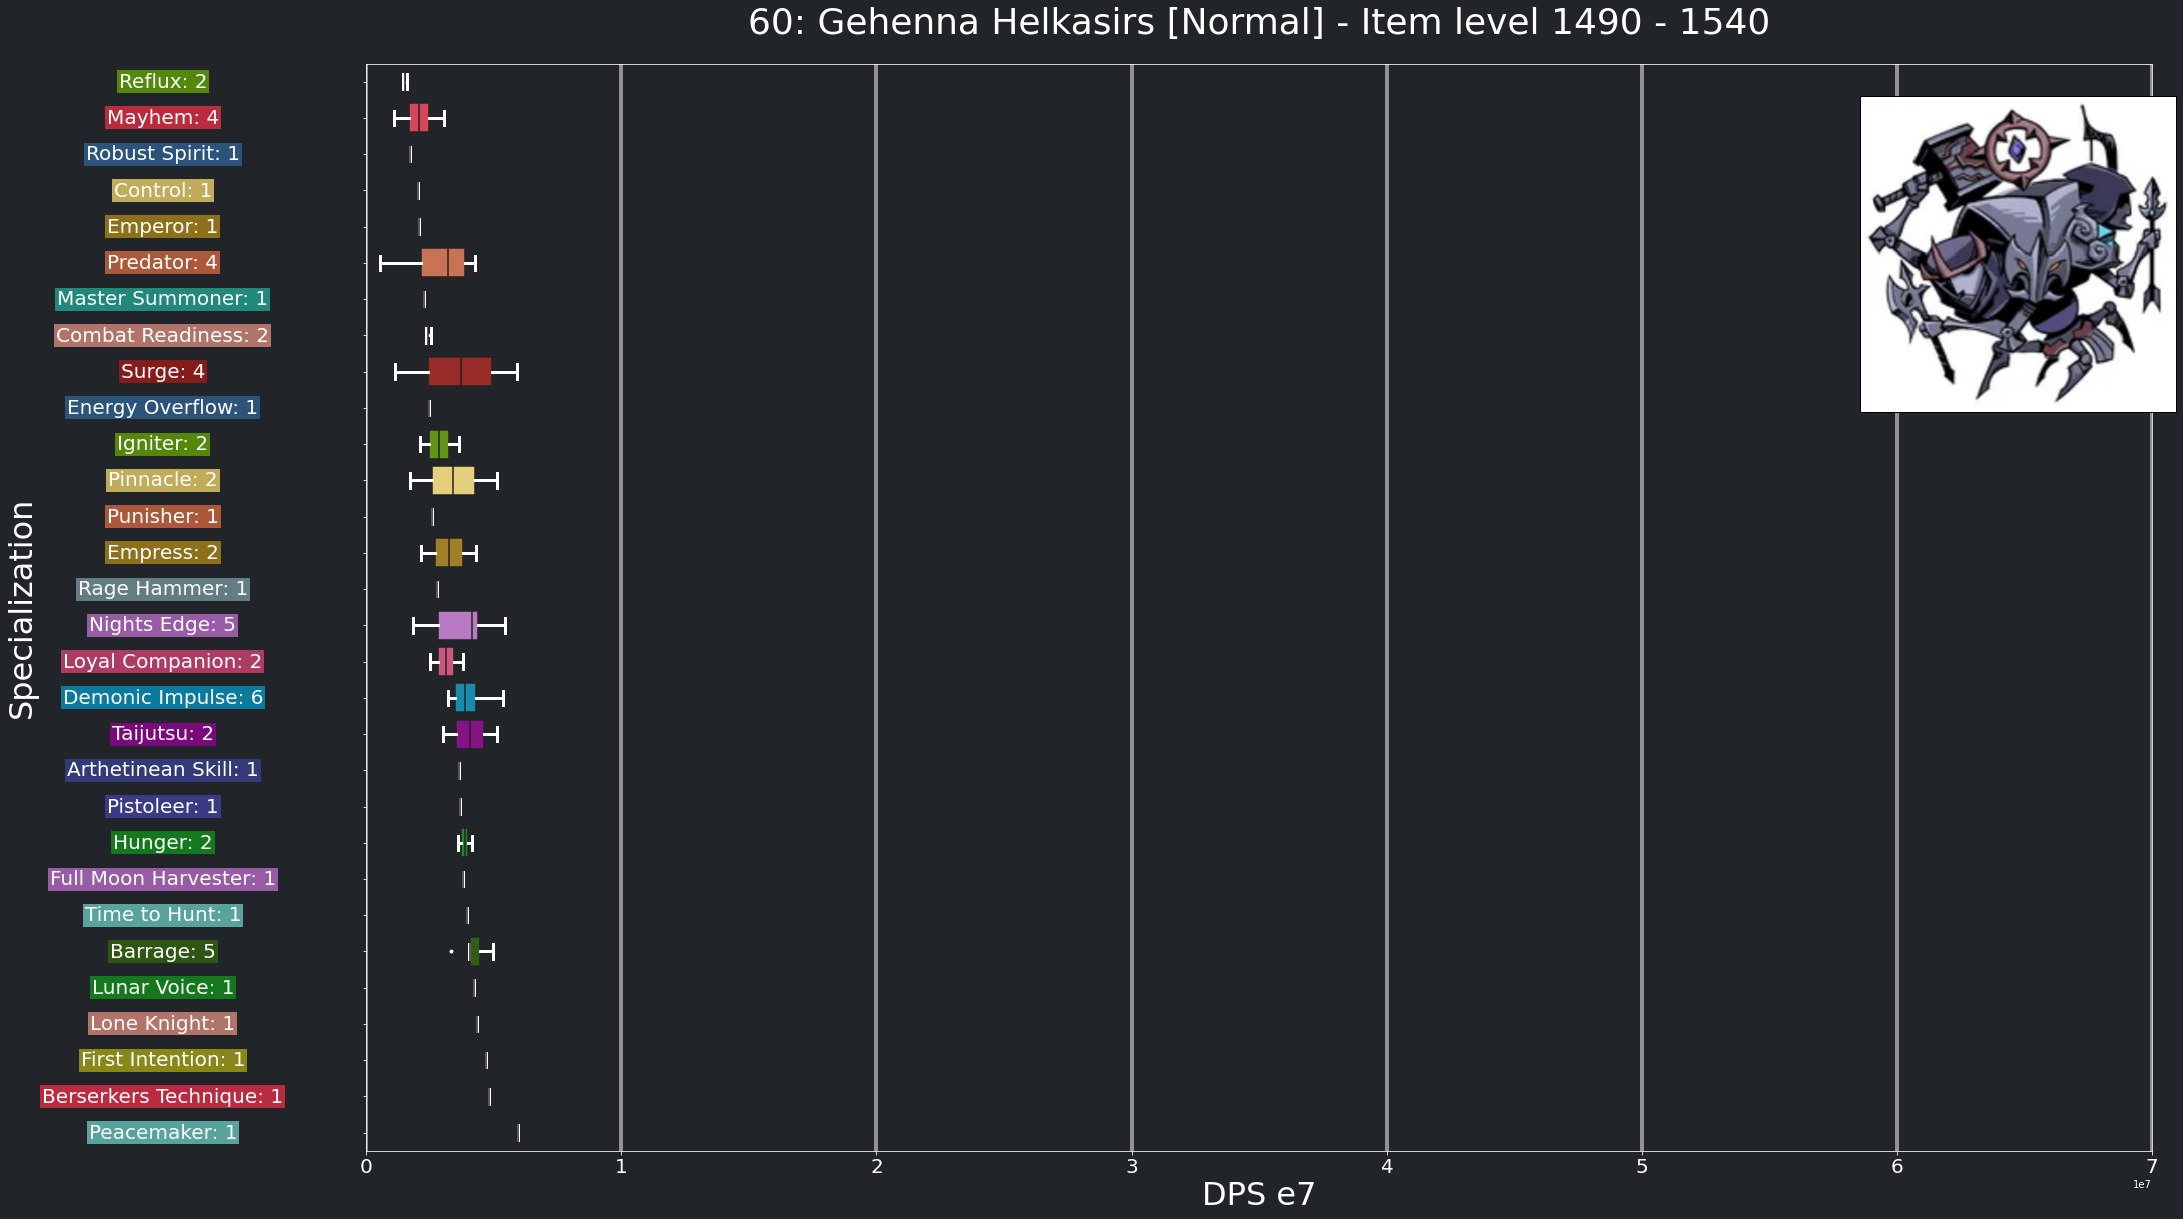 60: Gehenna Helkasirs [Normal] - Item level 1490 - 1540
Reflux: 2
Mayhem: 4
Robust Spirit: 1
Control: 1
Emperor: 1
Predator: 4
Master Summoner: 1
Combat Readiness: 2
Surge: 4
Energy Overflow: 1
Igniter: 2
Pinnacle: 2
Punisher: 1
Empress: 2
Rage Hammer: 1
Nights Edge: 5
Loyal Companion: 2
Demonic Impulse: 6
Taijutsu: 2
Arthetinean Skill: 1
Pistoleer: 1
Hunger: 2
Full Moon Harvester: 1
Time to Hunt: 1
Barrage: 5
Lunar Voice: 1
Lone Knight: 1
First Intention: 1
Berserkers Technique: 1
Peacemaker: 1
Specialization
0 1 2 3 4 5 6 7
1e7
DPS e7